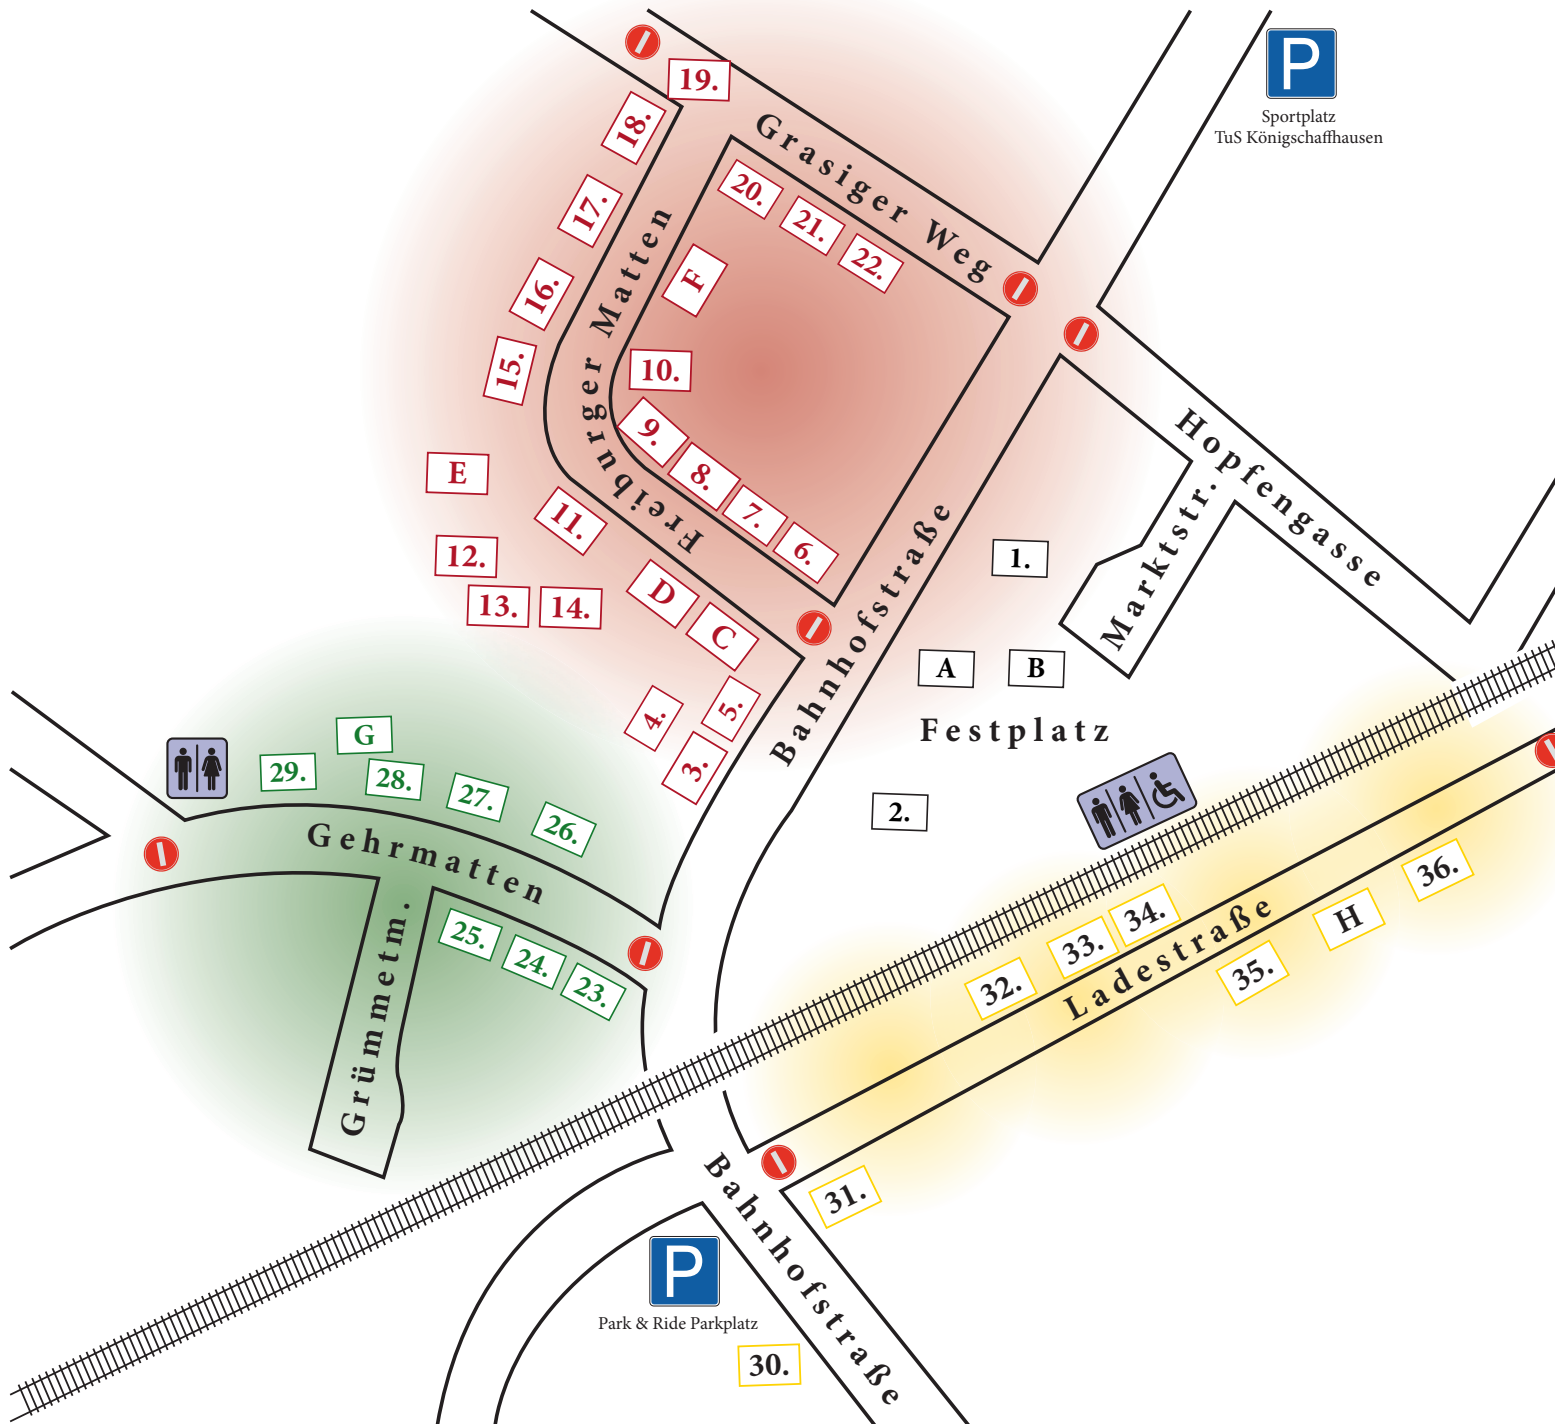 19.
P
Sportplatz
TuS Königschaffhausen
18.
Grasiger Weg
20.
21.
22.
17.
F
16.
Freiburger Matten
15.
10.
9.
8.
7.
6.
E
11.
12.
13.
14.
D
C
4.
5.
3.
Bahnhofstraße
Hopfengasse
Marktstr.
1.
A
B
Festplatz
2.
G
29.
28.
27.
26.
Gehrmatten
25.
24.
23.
Grümmetm.
36.
H
35.
34.
33.
32.
Ladestraße
31.
Bahnhofstraße
P
Park & Ride Parkplatz
30.